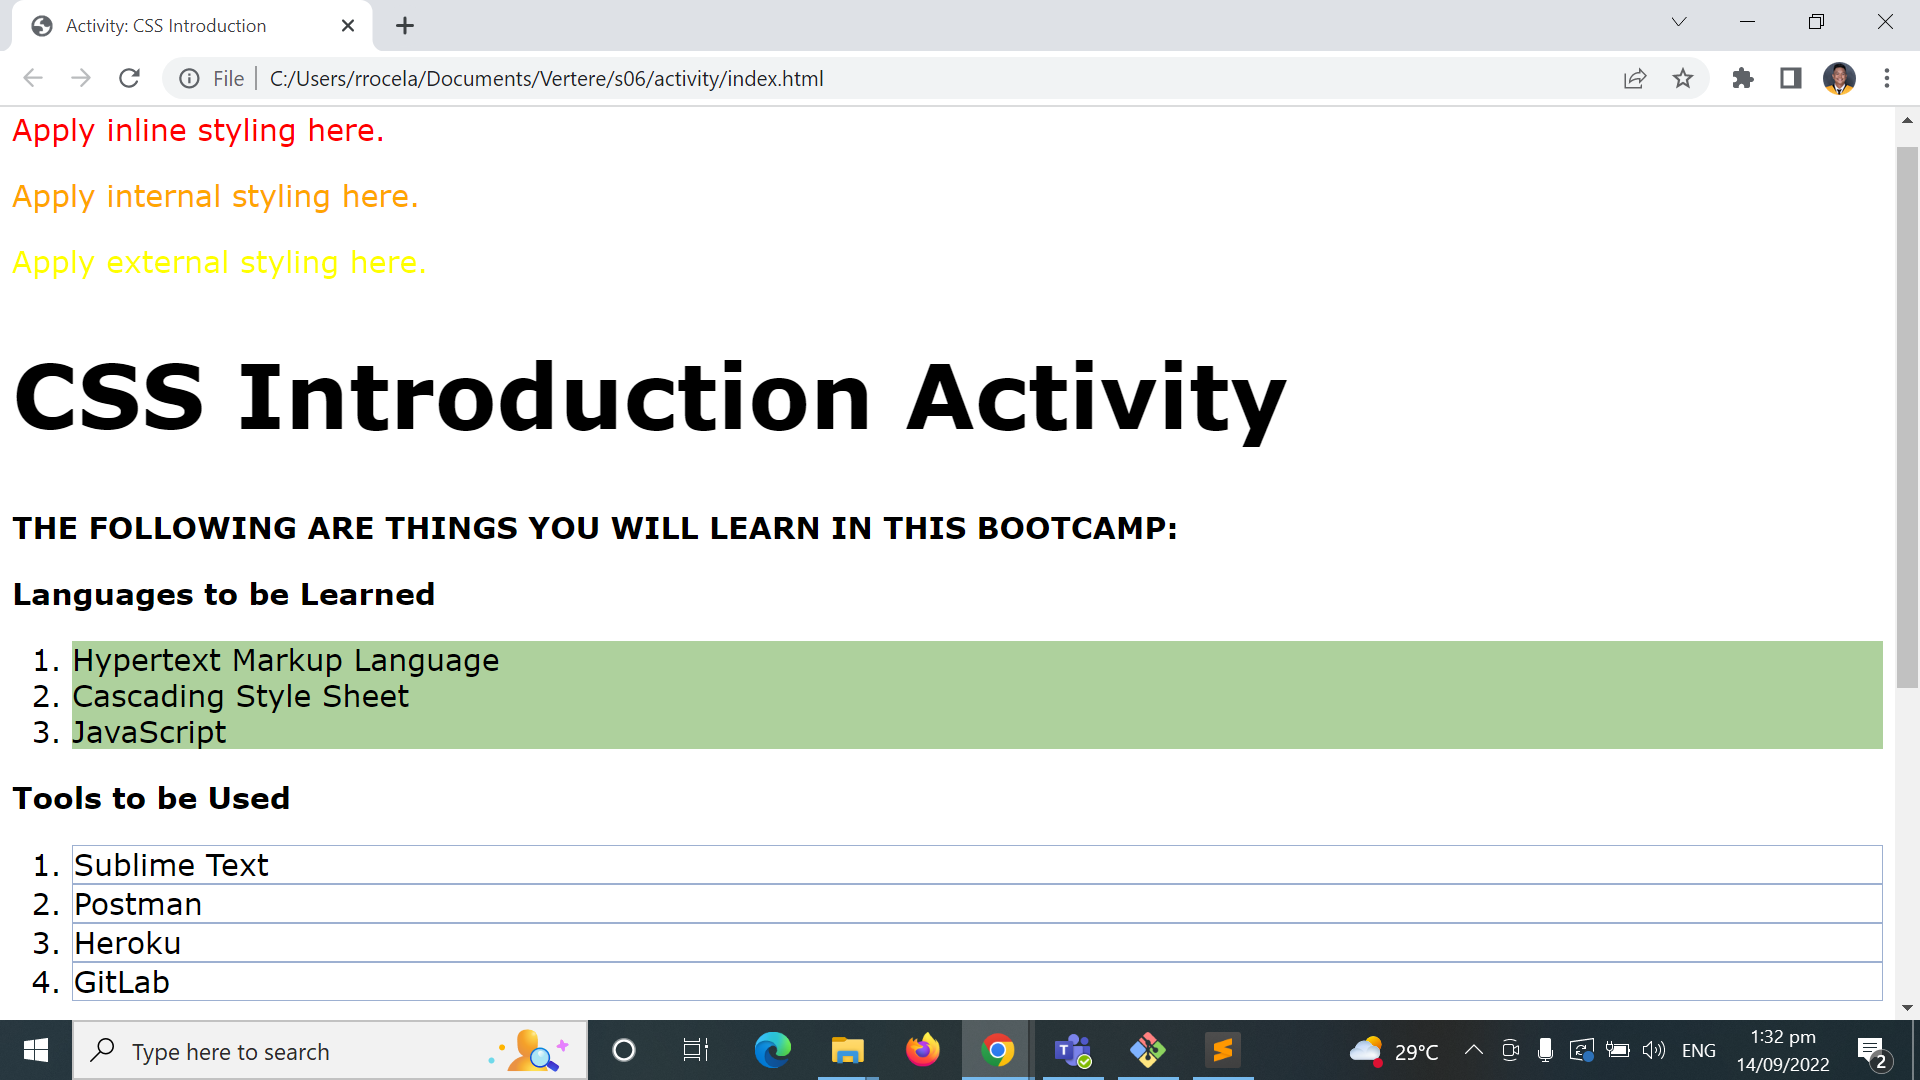 Activity: CSS Introduction
File C:/Users/rrocela/Documents/Vertere/s06/activity/index.html
Apply inline styling here.
Apply internal styling here.
Apply external styling here.
CSS Introduction Activity
THE FOLLOWING ARE THINGS YOU WILL LEARN IN THIS BOOTCAMP:
Languages to be Learned
1. Hypertext Markup Language
2. Cascading Style Sheet
3. JavaScript
Tools to be Used
1. Sublime Text
2. Postman
3. Heroku
4. GitLab
Type here to search
29°C
ENG
1:32 pm
14/09/2022
2